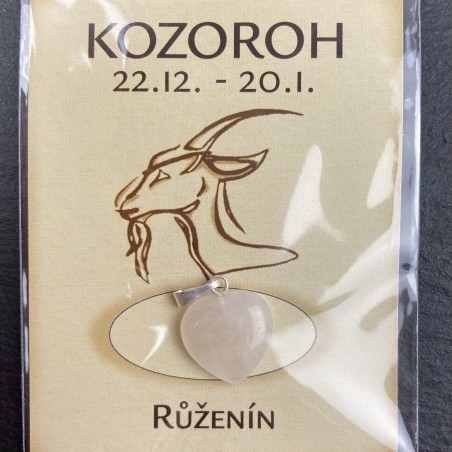 KOZOROH
22.12. - 20.1.
RŮŽENÍN